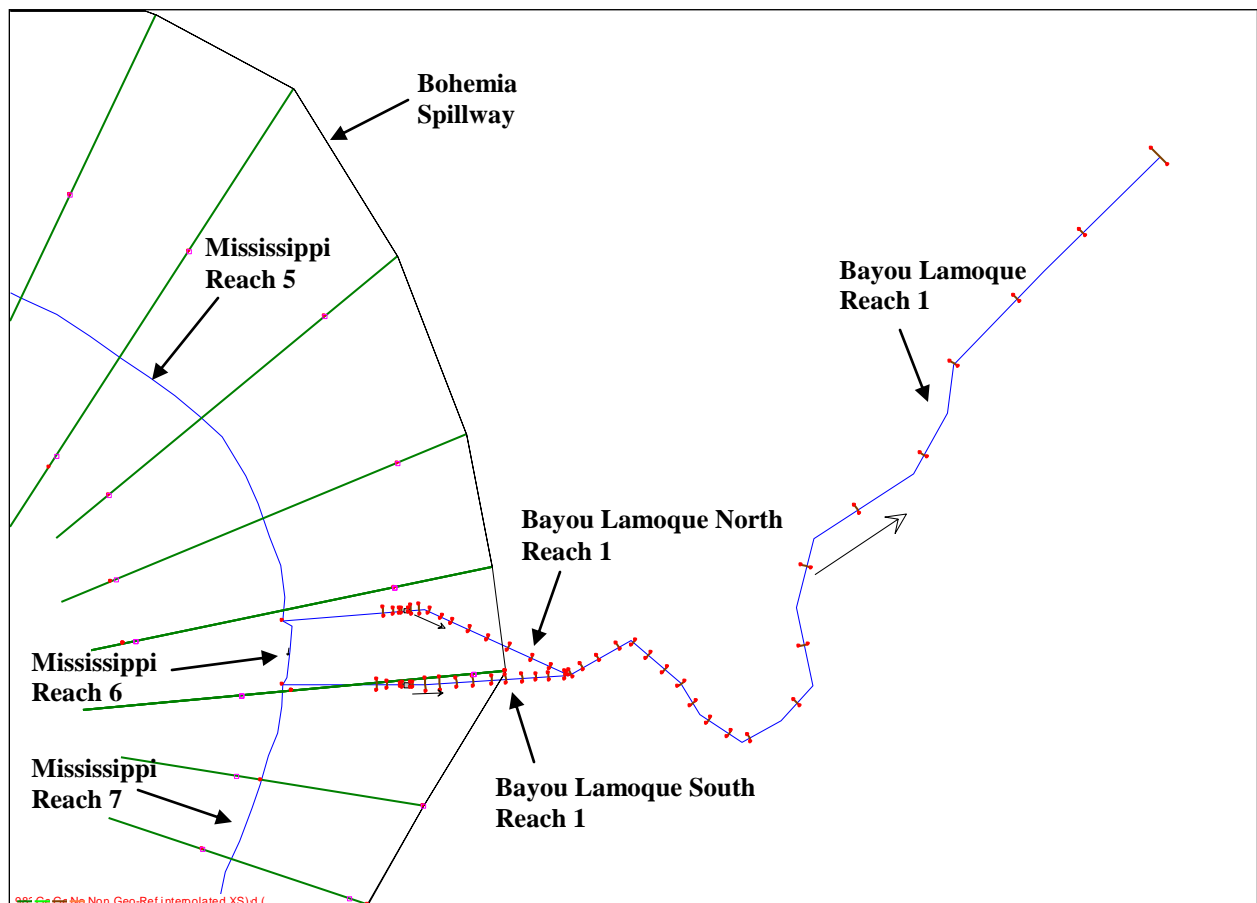 Bohemia
Spillway
Mississippi
Reach 5
Bayou Lamoque
Reach 1
Bayou Lamoque North
Reach 1
Mississippi
Reach 6
Mississippi
Reach 7
Bayou Lamoque South
Reach 1
No Non Geo-Ref interpolated XS)